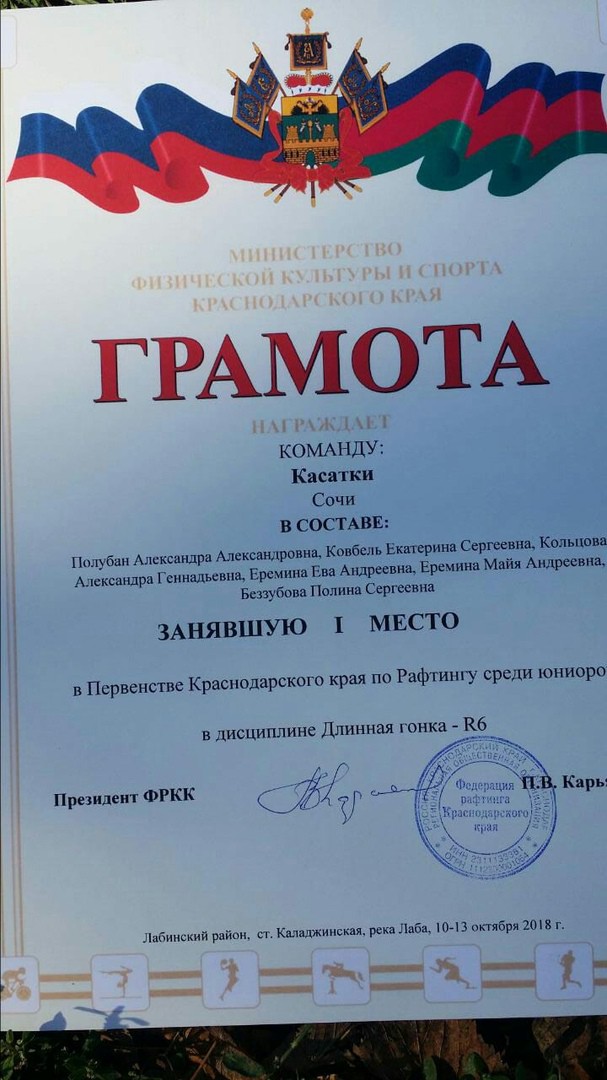 МИНИСТЕРСТВО
ФИЗИЧЕСКОЙ КУЛЬТУРЫ И СПОРТА
КРАСНОДАРСКОГО КРАЯ
ГРАМОТА
НАГРАЖДАЕТ
КОМАНДУ:
Касатки
Сочи
В СОСТАВЕ:
Полубан Александра Александровна, Ковбель Екатерина Сергеевна, Кольцова
Александра Геннадьевна, Еремина Ева Андреевна, Еремина Майя Андреевна,
Беззубова Полина Сергеевна
ЗАНЯВШУЮ I МЕСТО
в Первенстве Краснодарского края по Рафтингу среди юниоро
в дисциплине Длинная гонка - R6
Президент ФРКК
П.В. Карья
Федерация
рафтинга
Краснодарского
края
Лабинский район, ст. Каладжинская, река Лаба, 10-13 октября 2018 г.